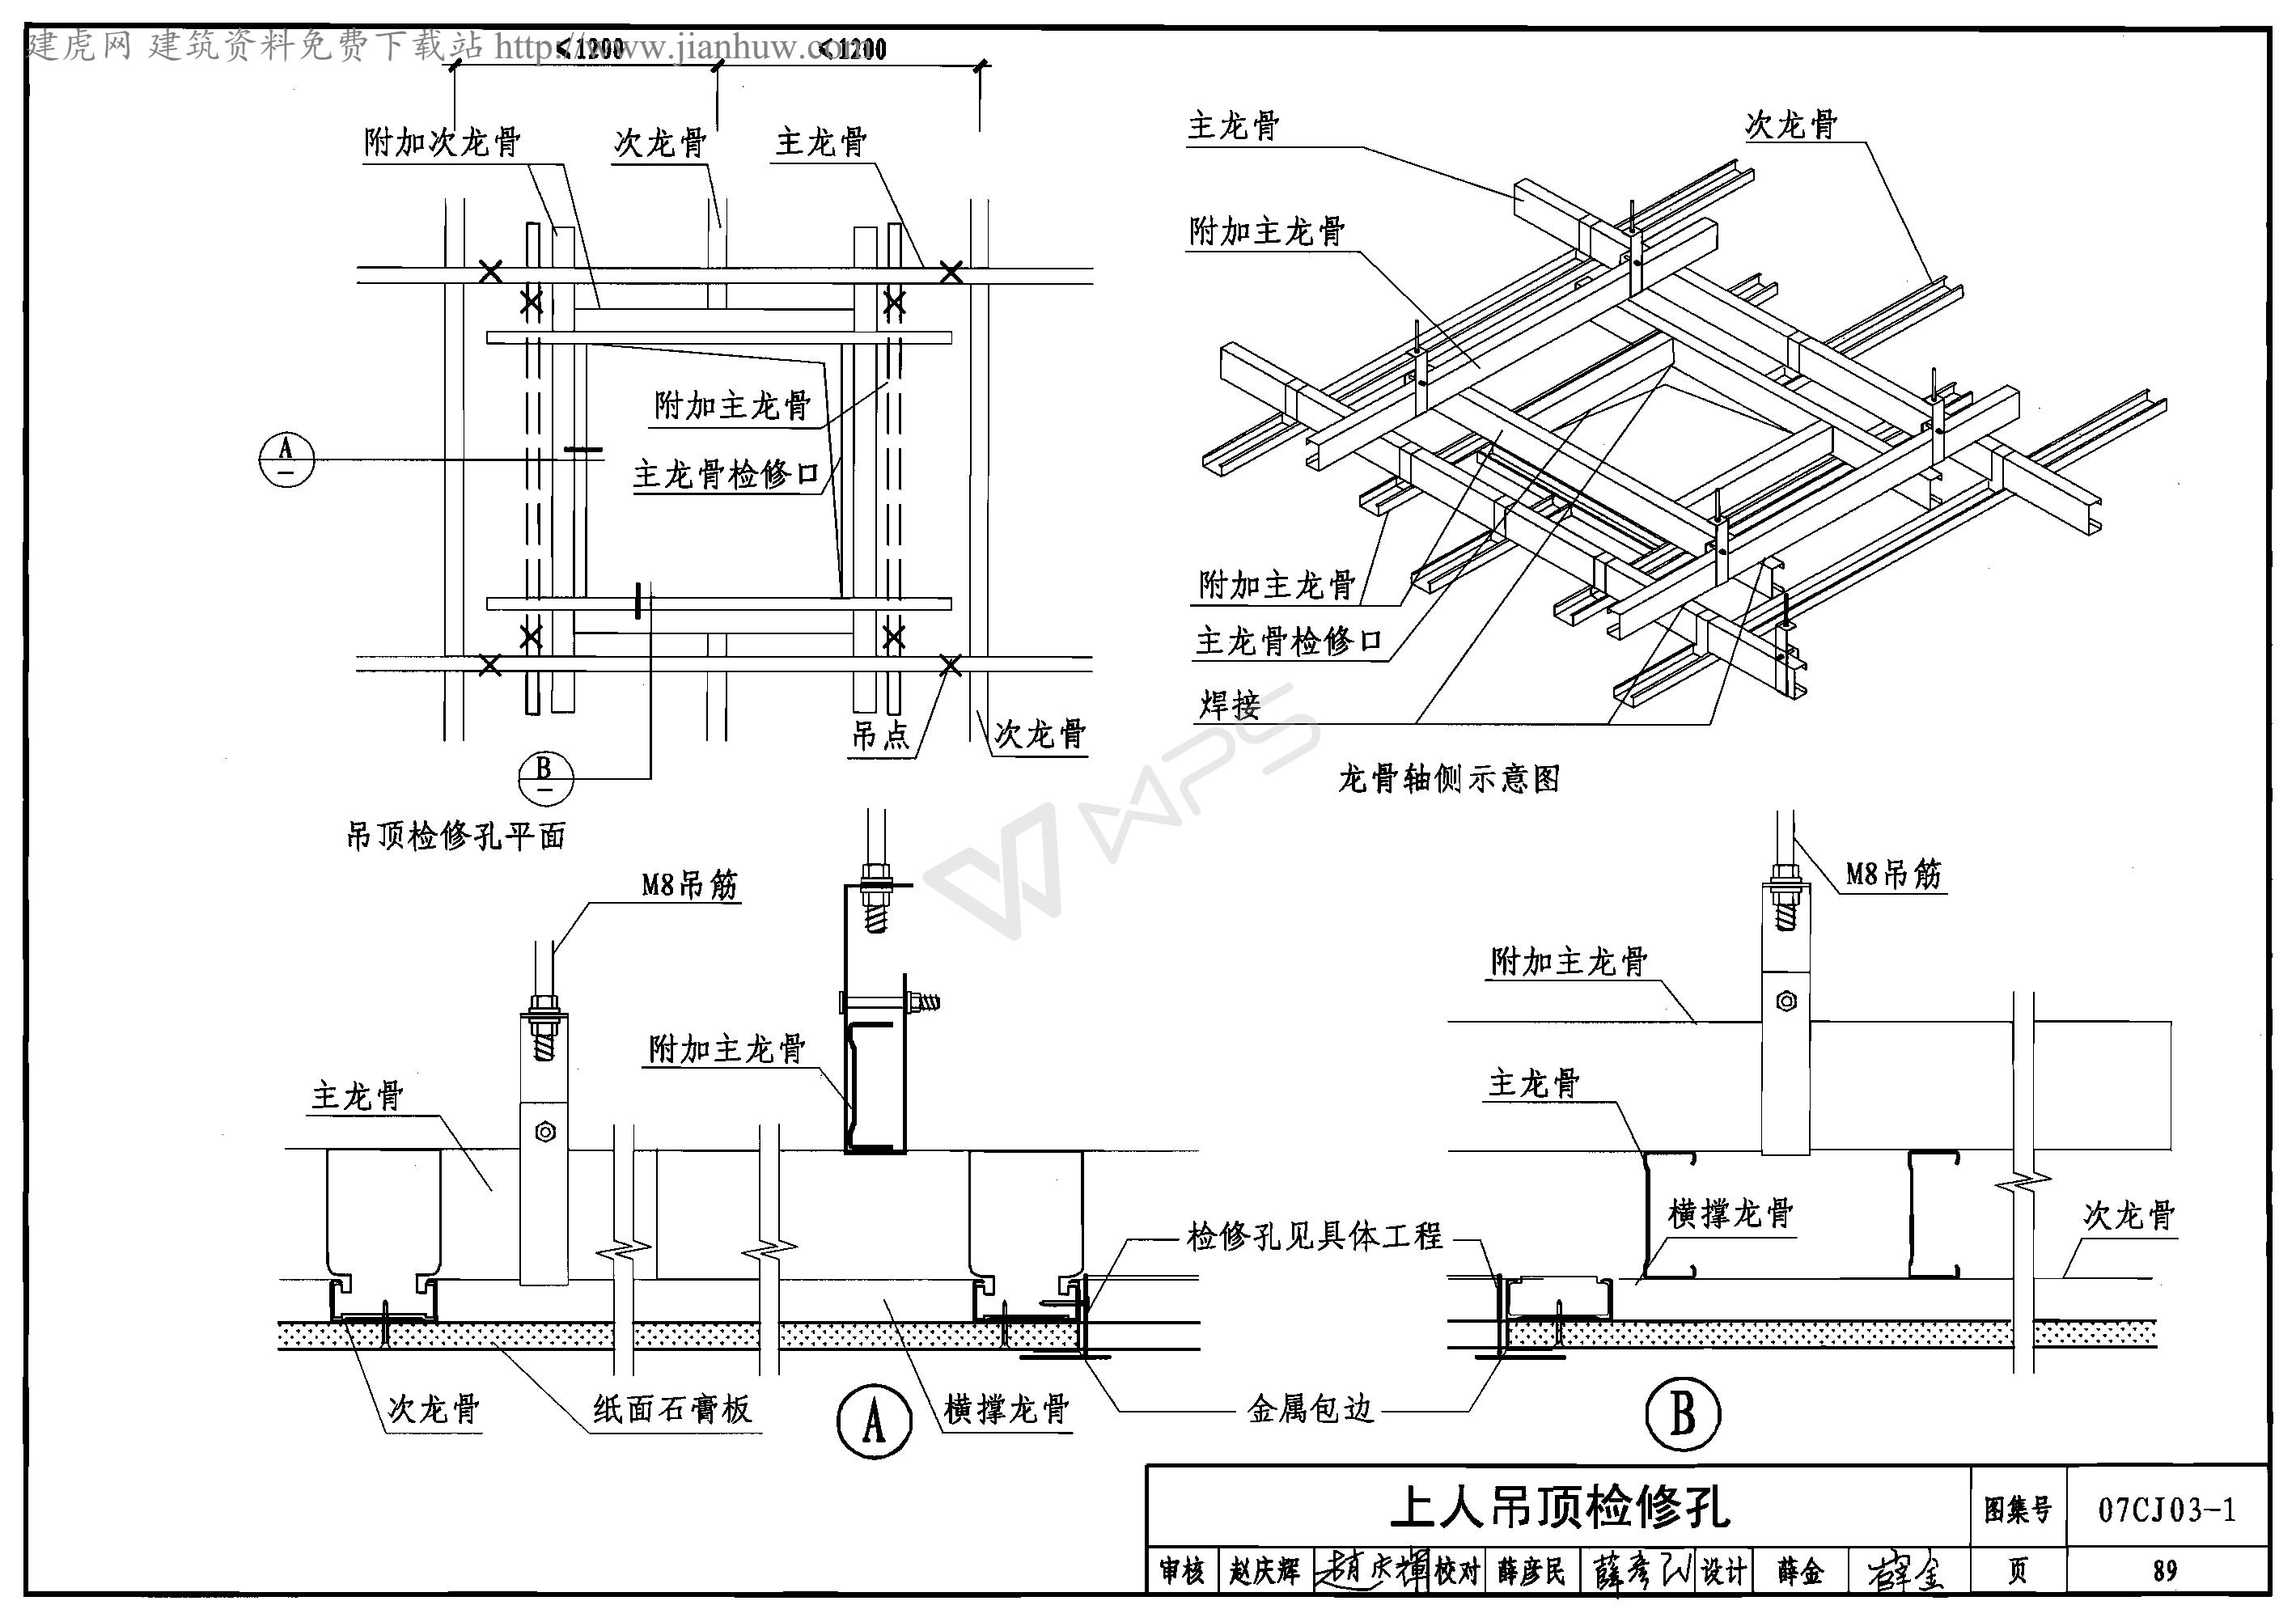 建虎网 建筑资料免费下载站 http://www.jianhuw.com
<1200
<1200
附加次龙骨
次龙骨
主龙骨
附加主龙骨
主龙骨检修口
A
B
吊点
次龙骨
吊顶检修孔平面
主龙骨
次龙骨
附加主龙骨
附加主龙骨
主龙骨检修口
焊接
龙骨轴侧示意图
WPS
M8吊筋
附加主龙骨
主龙骨
次龙骨
纸面石膏板
A
横撑龙骨
检修孔见具体工程
金属包边
M8吊筋
附加主龙骨
主龙骨
横撑龙骨
次龙骨
B
上人吊顶检修孔
图集号
07CJ03-1
审核 赵庆辉 赵庆輝 校对 薛彦民 薛彦民 设计 薛金 薛金 页 89